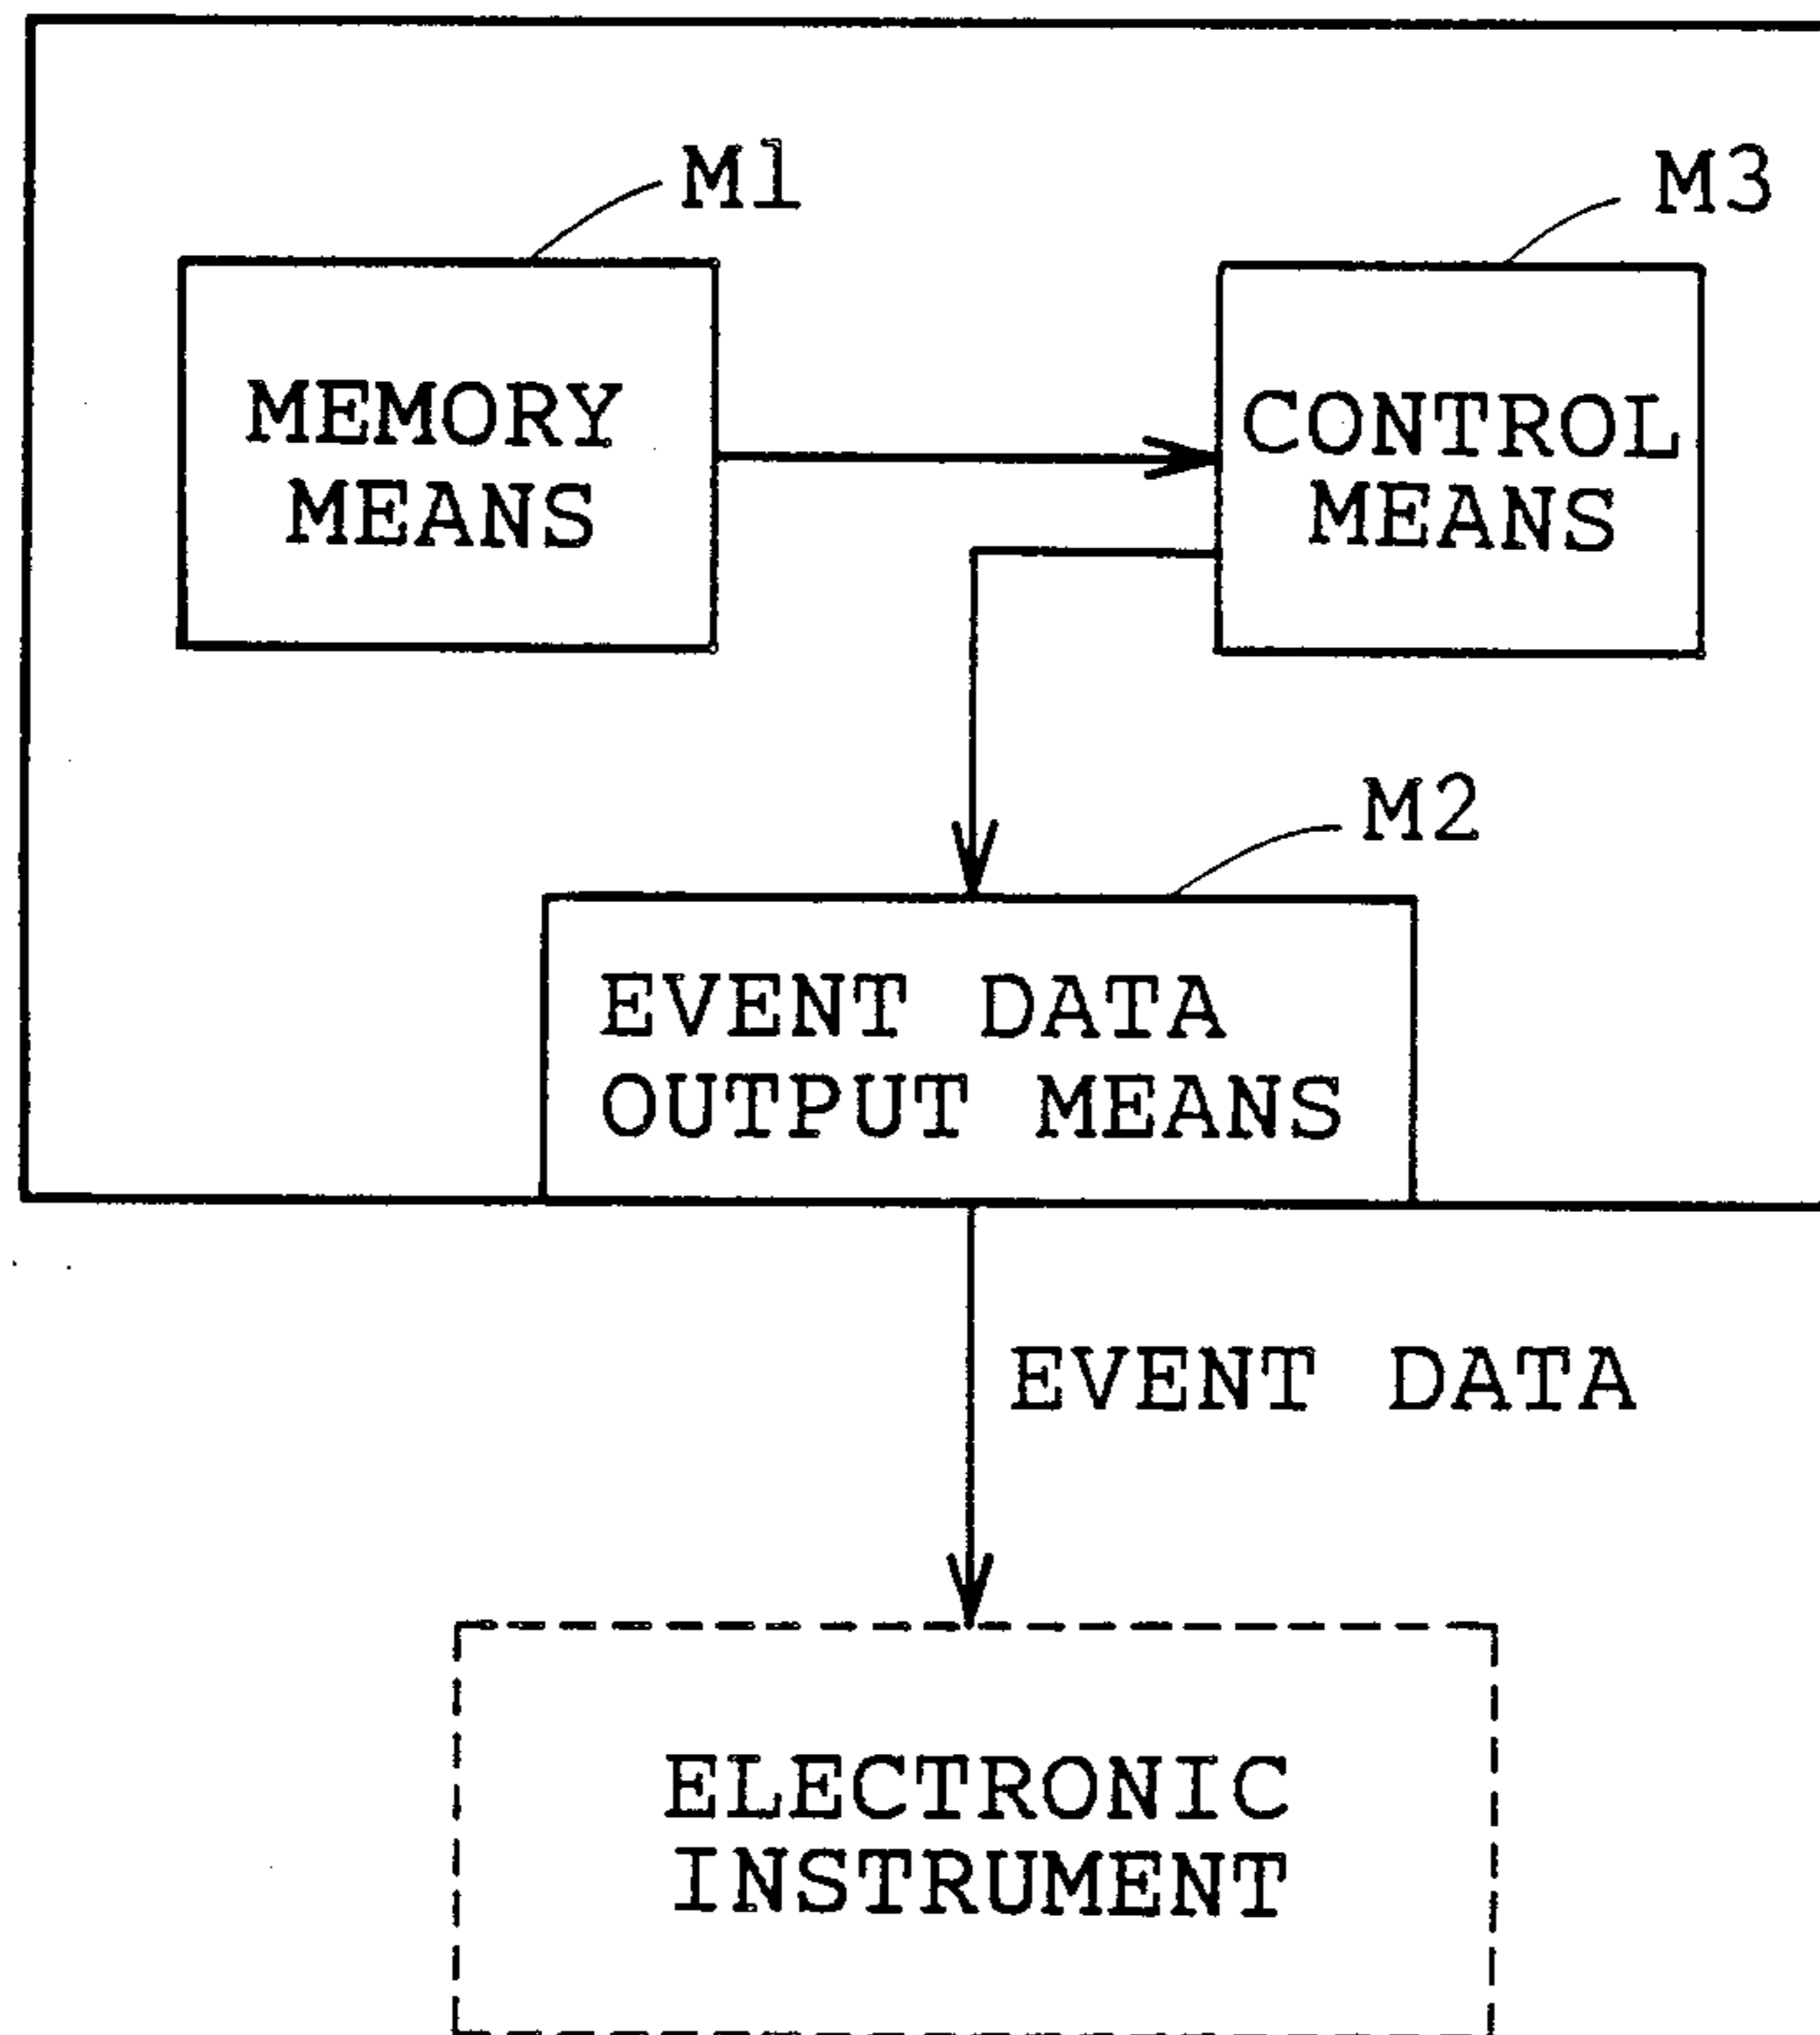 M1
M3
MEMORY
MEANS
CONTROL
MEANS
M2
EVENT DATA
OUTPUT MEANS
EVENT DATA
ELECTRONIC
INSTRUMENT